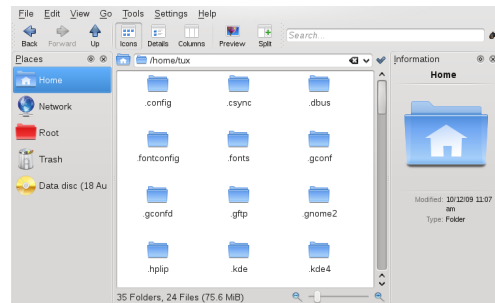 File Edit View Go Tools Settings Help
Back Forward Up Icons Details Columns Preview Split Search...
Places
Home
Network
Root
Trash
Data disc (18 Au
/home/tux
.config .csync .dbus
.fontconfig .fonts .gconf
.gconfd .gftp .gnome2
.hplip .kde .kde4
35 Folders, 24 Files (75.6 MiB)
Information
Home
Modified: 10/12/09 11:07
am
Type: Folder